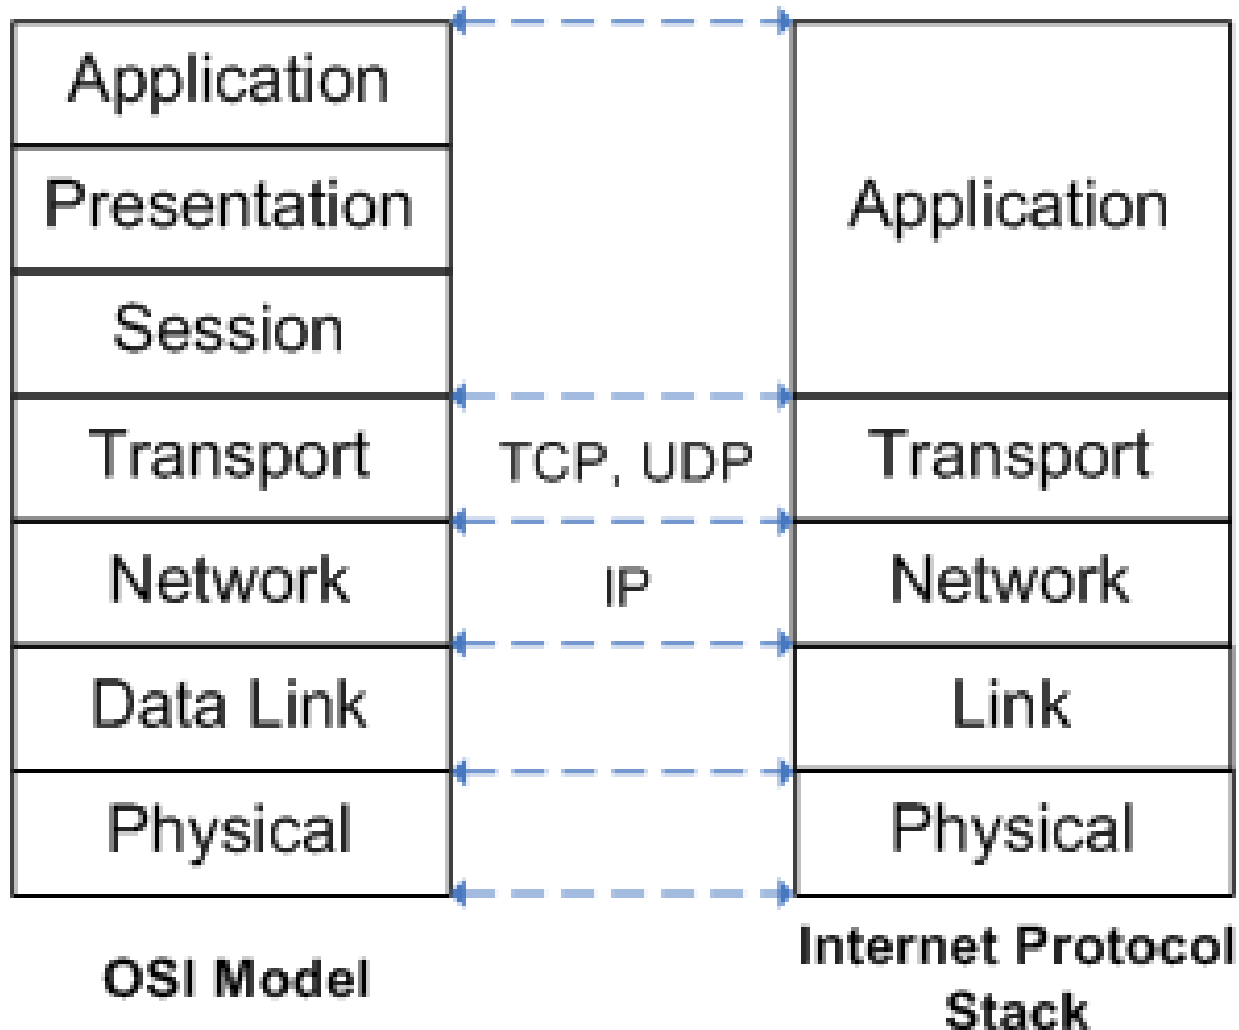 Application
Presentation
Session
Transport
Network
Data Link
Physical
OSI Model
TCP, UDP
IP
Application
Transport
Network
Link
Physical
Internet Protocol
Stack